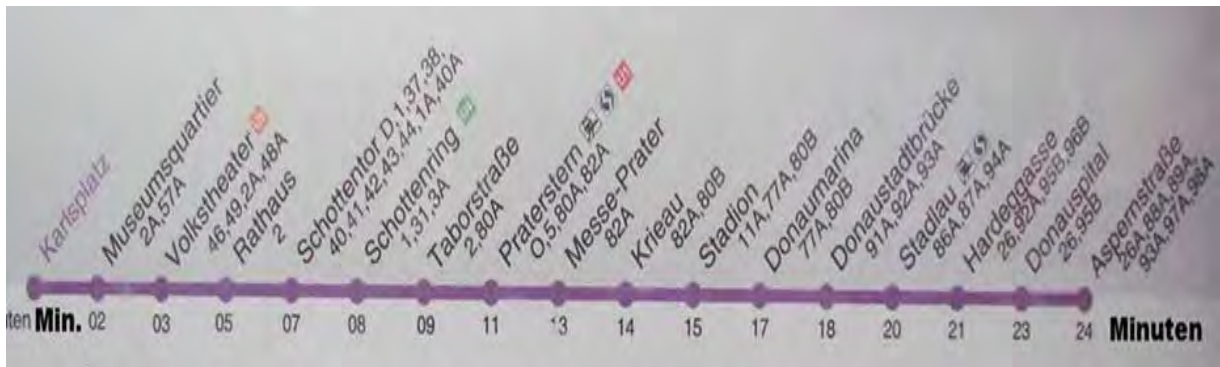 Karlsplatz
Museumsquartier
2A,57A
Volkstheater
46,49,2A,48A
Rathaus
2
Schottentor D,1,37,38,
40,41,42,43,44,1A,40A
Schottenring
1,31,3A
Taborstraße
2,80A
Praterstern
O,5,80A,82A
Messe-Prater
82A
Krieau
82A,80B
Stadion
11A,77A,80B
Donaumarina
77A,80B
Donaustadtbrücke
91A,92A,93A
Stadlau
86A,87A,94A
Hardeggasse
26,92A,95B,96B
Donauspital
26,95B
Aspernstraße
26A,88A,89A,
93A,97A,98A
Min. 02 03 05 07 08 09 11 13 14 15 17 18 20 21 23 24 Minuten